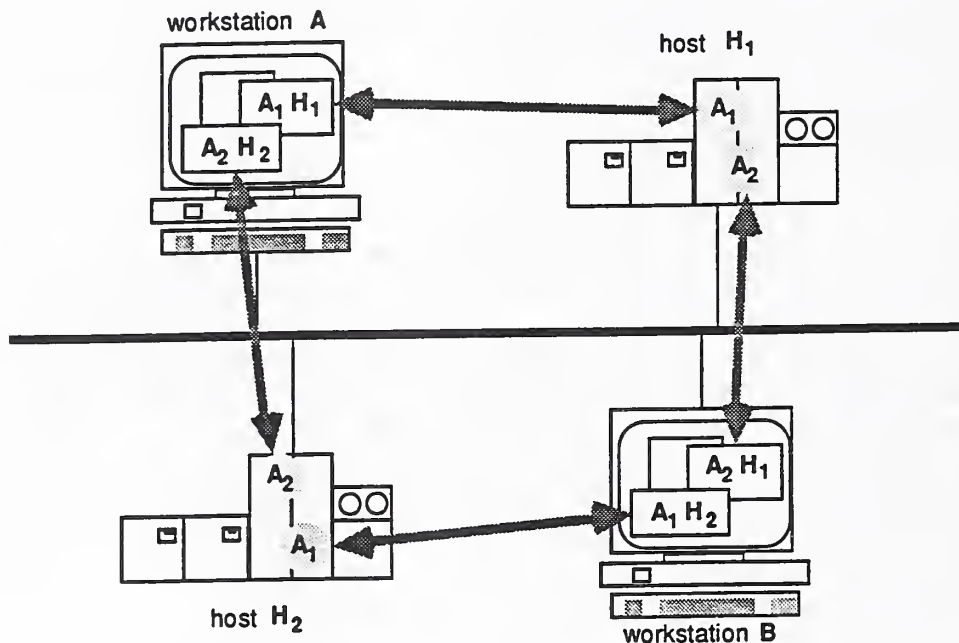 workstation A
host H₁
A₁ H₁
A₂ H₂
A₁
A₂
A₂
A₁
A₂ H₁
A₁ H₂
host H₂
workstation B